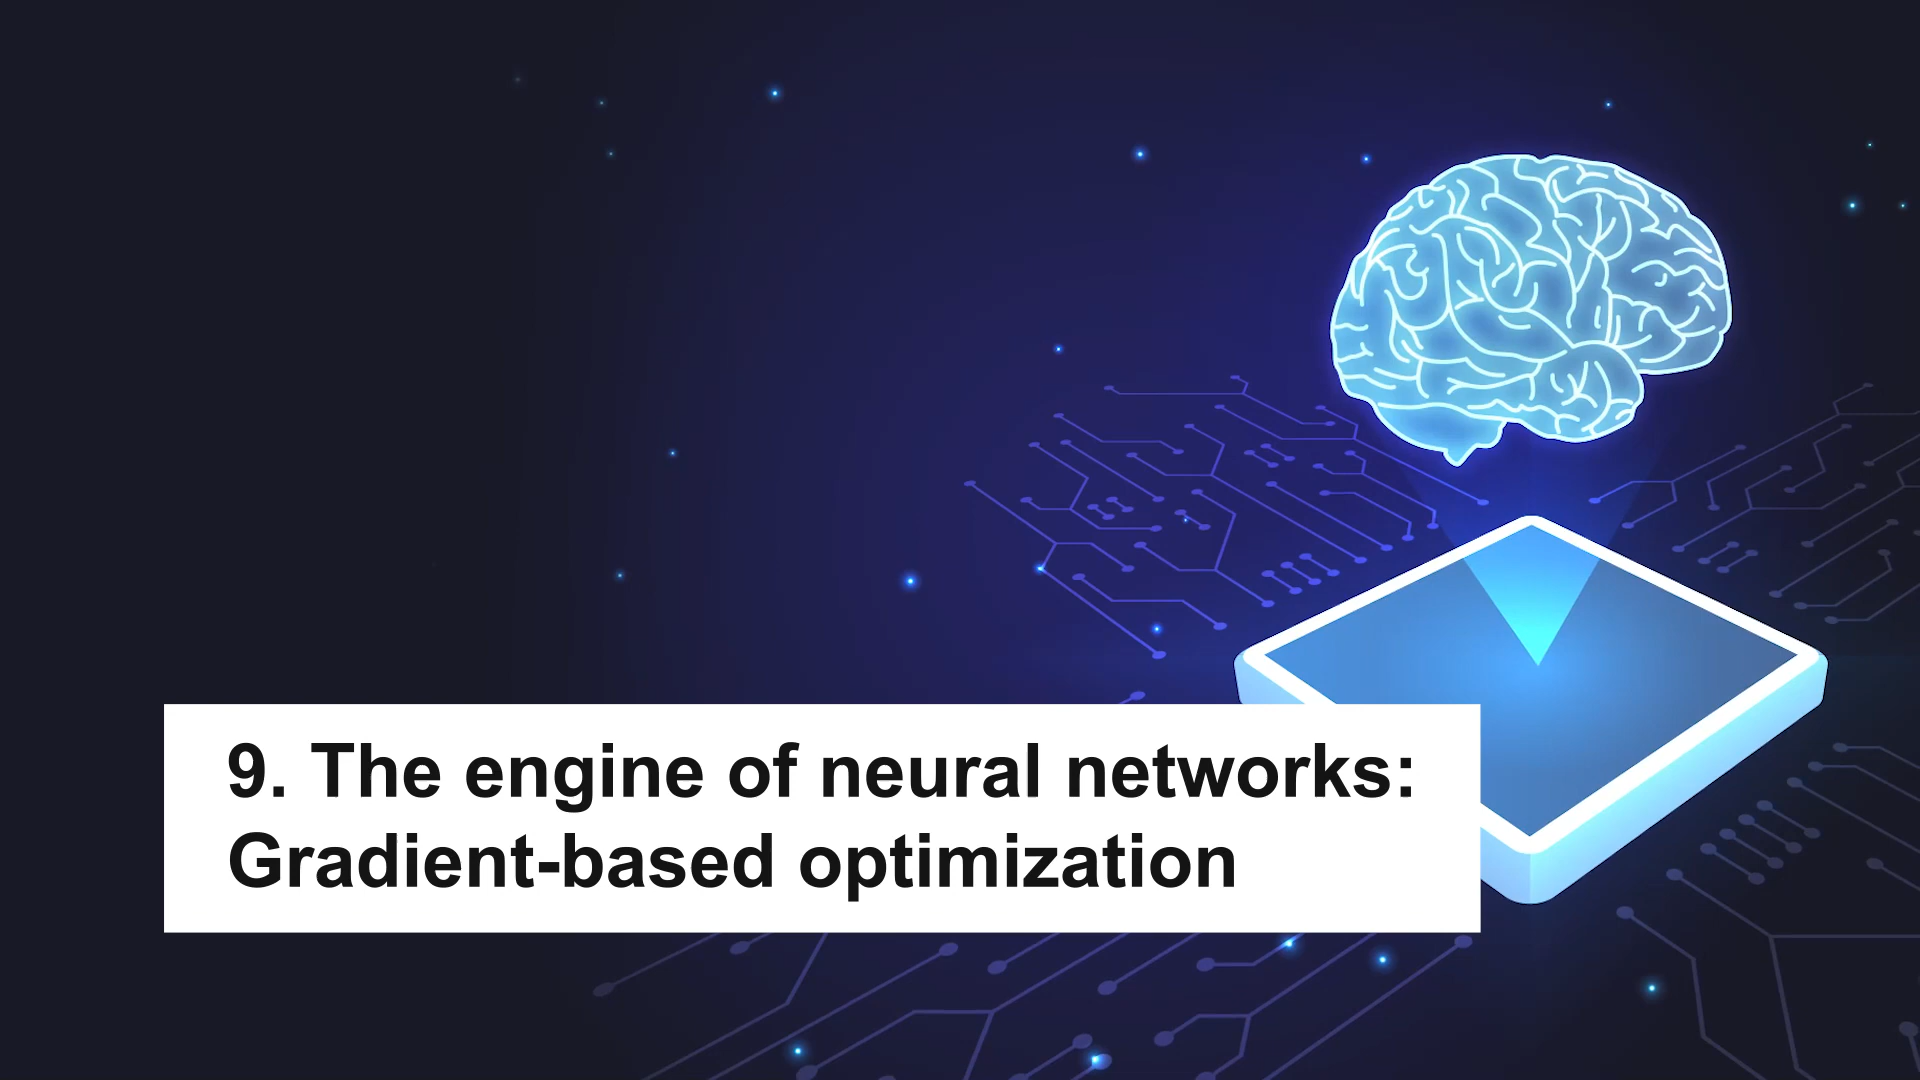 9. The engine of neural networks:
Gradient-based optimization